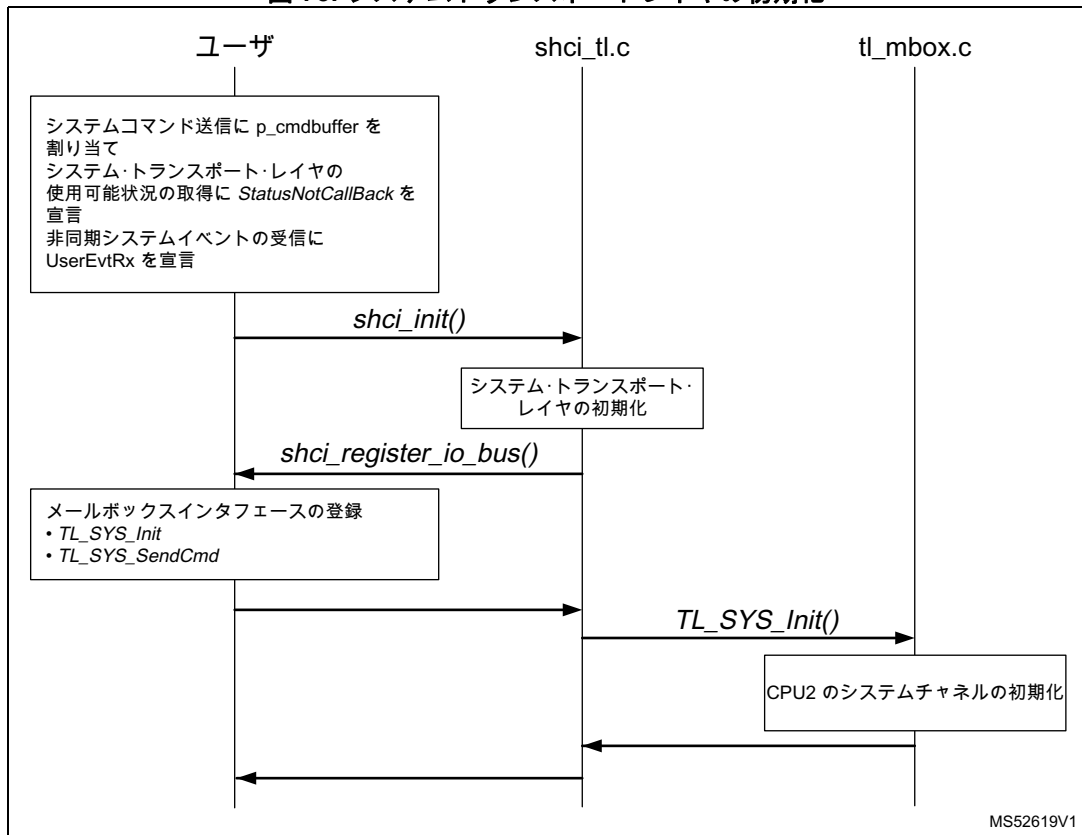 ユーザ
shci_tl.c
tl_mbox.c
システムコマンド送信に p_cmdbuffer を
割り当て
システム･トランスポート･レイヤの
使用可能状況の取得に StatusNotCallBack を
宣言
非同期システムイベントの受信に
UserEvtRx を宣言
shci_init()
システム･トランスポート･
レイヤの初期化
shci_register_io_bus()
メールボックスインタフェースの登録
• TL_SYS_Init
• TL_SYS_SendCmd
TL_SYS_Init()
CPU2 のシステムチャネルの初期化
MS52619V1